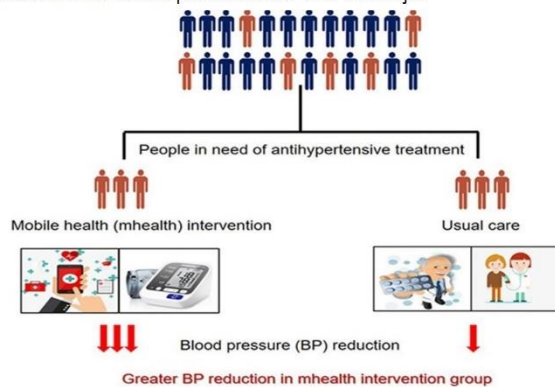 People in need of antihypertensive treatment
Mobile health (mhealth) intervention
Usual care
Blood pressure (BP) reduction
Greater BP reduction in mhealth intervention group